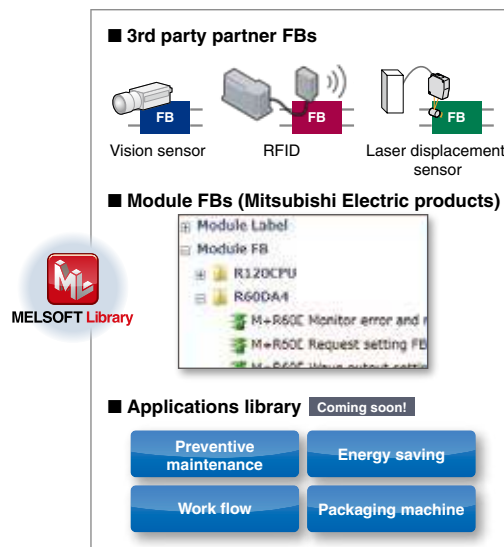 ■ 3rd party partner FBs
FB
FB
FB
Vision sensor
RFID
Laser displacement
sensor
■ Module FBs (Mitsubishi Electric products)
Module Label
Module FB
R120CPU
R60DA4
Monitor error and
Request setting FB
ML
MELSOFT Library
■ Applications library Coming soon!
Preventive
maintenance
Energy saving
Work flow
Packaging machine